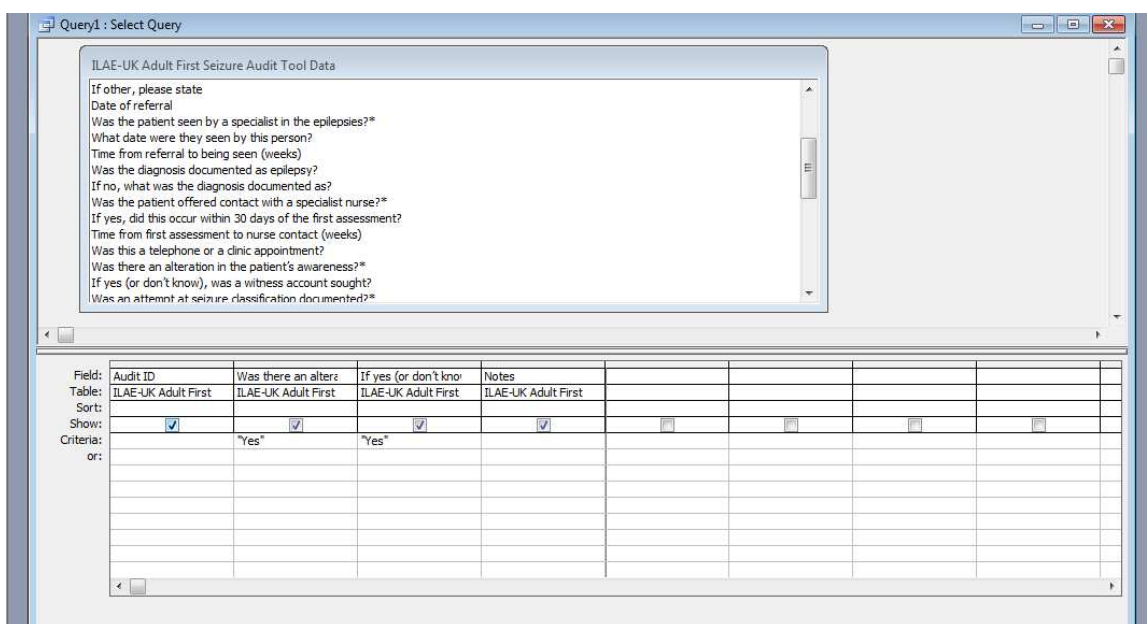 Query1 : Select Query
ILAE-UK Adult First Seizure Audit Tool Data
If other, please state
Date of referral
Was the patient seen by a specialist in the epilepsies?*
What date were they seen by this person?
Time from referral to being seen (weeks)
Was the diagnosis documented as epilepsy?
If no, what was the diagnosis documented as?
Was the patient offered contact with a specialist nurse?*
If yes, did this occur within 30 days of the first assessment?
Time from first assessment to nurse contact (weeks)
Was this a telephone or a clinic appointment?
Was there an alteration in the patient's awareness?*
If yes (or don't know), was a witness account sought?
Was an attempt at seizure classification documented?*
Field: Audit ID Was there an altera If yes (or don't kno Notes
Table: ILAE-UK Adult First ILAE-UK Adult First ILAE-UK Adult First ILAE-UK Adult First
Sort:
Show:
Criteria: "Yes" "Yes"
or: